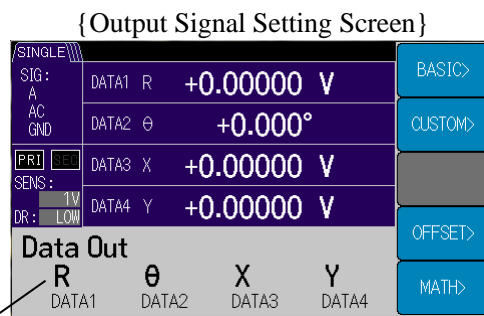 {Output Signal Setting Screen}
SINGLE
SIG:
A
AC
GND
DATA1 R +0.00000 V
DATA2 θ +0.000°
PRI SEC
SENS:
1V
DR: LOW
DATA3 X +0.00000 V
DATA4 Y +0.00000 V
Data Out
R θ X Y
DATA1 DATA2 DATA3 DATA4
BASIC>
CUSTOM>
OFFSET>
MATH>